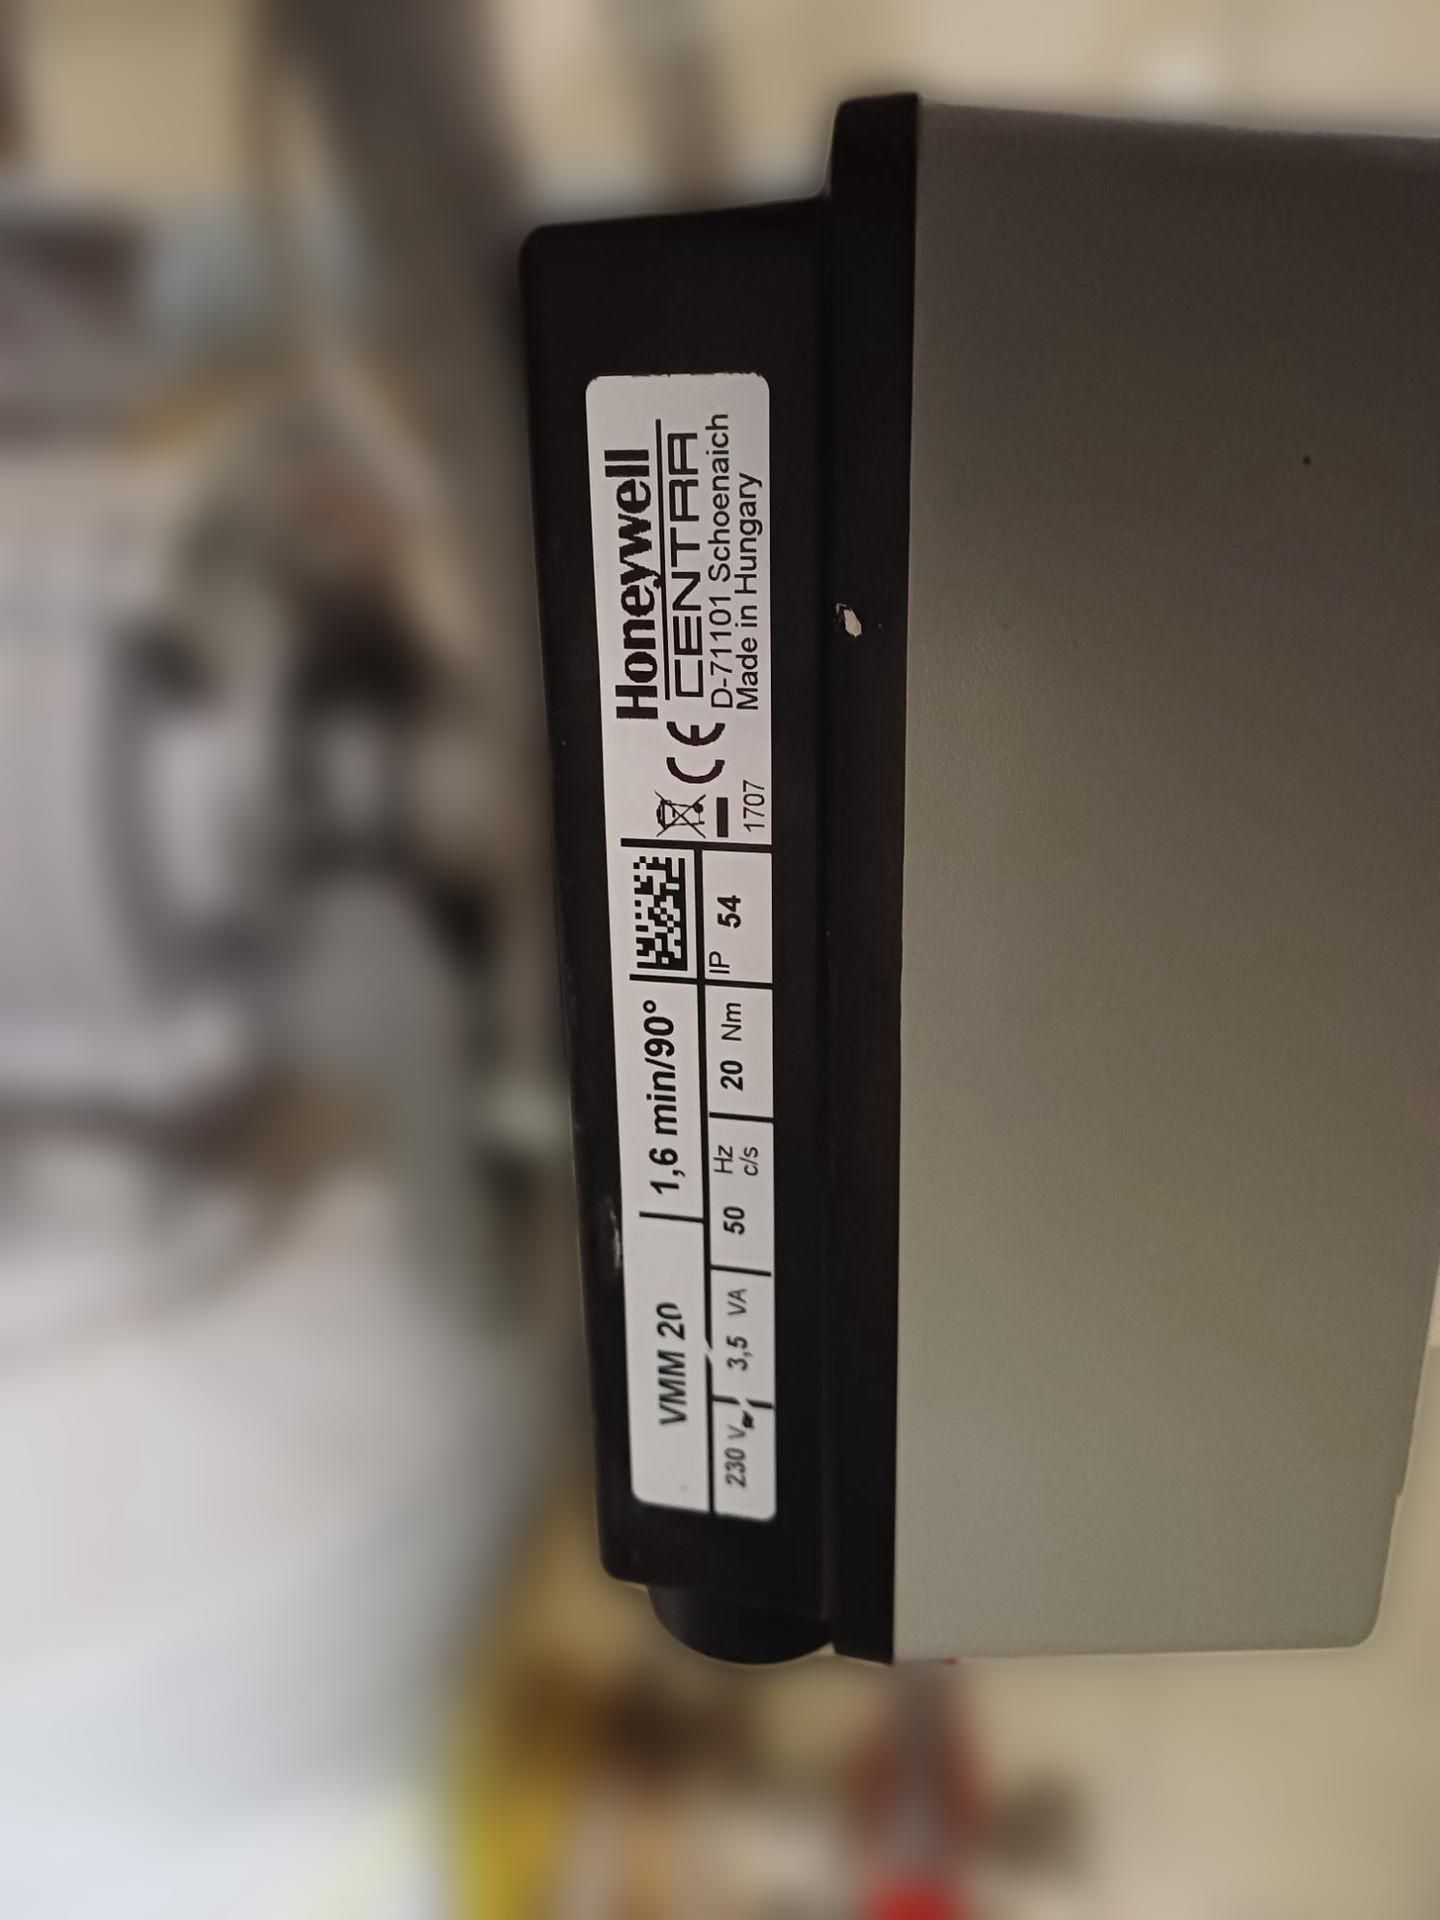 VMM 20
1,6 min/90°
230 V
3,5 VA
50 Hz
c/s
20 Nm
IP 54
1707
CE
Honeywell
CENTRA
D-71101 Schoenaich
Made in Hungary